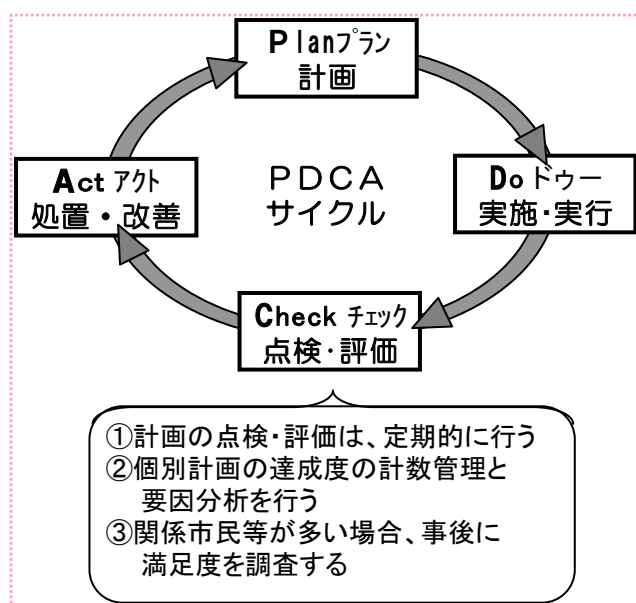 Planプラン
計画
Act アクト
処置・改善
PDCA
サイクル
Do ドゥー
実施・実行
Check チェック
点検・評価
①計画の点検・評価は、定期的に行う
②個別計画の達成度の計数管理と
要因分析を行う
③関係市民等が多い場合、事後に
満足度を調査する